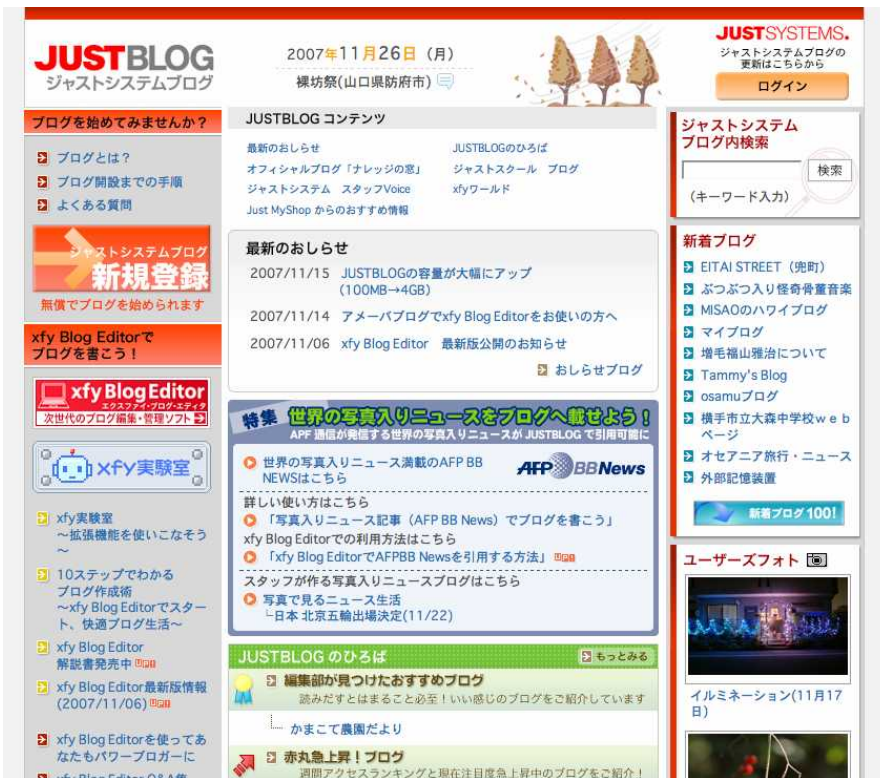 JUSTBLOG
ジャストシステムブログ
2007年11月26日（月）
裸坊祭(山口県防府市)
JUSTSYSTEMS.
ジャストシステムブログの
更新はこちらから
ログイン
ブログを始めてみませんか？
ブログとは？
ブログ開設までの手順
よくある質問
ジャストシステムブログ
新規登録
無償でブログを始められます
xfy Blog Editorで
ブログを書こう！
xfy Blog Editor
エクスファイ・ブログ・エディタ
次世代のブログ編集・管理ソフト
xfy実験室
xfy実験室
～拡張機能を使いこなそう
～
10ステップでわかる
ブログ作成術
～xfy Blog Editorでスター
ト、快適ブログ生活～
xfy Blog Editor
解説書発売中
xfy Blog Editor最新版情報
(2007/11/06)
xfy Blog Editorを使ってあ
なたもパワーブロガーに
JUSTBLOG コンテンツ
最新のおしらせ
JUSTBLOGのひろば
オフィシャルブログ「ナレッジの窓」
ジャストスクール ブログ
ジャストシステム スタッフVoice
xfyワールド
Just MyShop からのおすすめ情報
最新のおしらせ
2007/11/15 JUSTBLOGの容量が大幅にアップ
(100MB→4GB)
2007/11/14 アメーバブログでxfy Blog Editorをお使いの方へ
2007/11/06 xfy Blog Editor 最新版公開のお知らせ
おしらせブログ
特集 世界の写真入りニュースをブログへ載せよう！
APF 通信が発信する世界の写真入りニュースが JUSTBLOG で引用可能に
世界の写真入りニュース満載のAFP BB
NEWSはこちら
AFP BBNews
詳しい使い方はこちら
「写真入りニュース記事（AFP BB News）でブログを書こう」
xfy Blog Editorでの利用方法はこちら
「xfy Blog EditorでAFPBB Newsを引用する方法」
スタッフが作る写真入りニュースブログはこちら
写真で見るニュース生活
└日本 北京五輪出場決定(11/22)
JUSTBLOG のひろば
もっとみる
編集部が見つけたおすすめブログ
読みだすとはまること必至！いい感じのブログをご紹介しています
かまこて農園だより
赤丸急上昇！ブログ
週間アクセスランキングと現在注目度急上昇中のブログをご紹介！
ジャストシステム
ブログ内検索
検索
（キーワード入力）
新着ブログ
EITAI STREET（兜町）
ぶつぶつ入り怪奇骨董音楽
MISAOのハワイブログ
マイブログ
増毛福山雅治について
Tammy's Blog
osamuブログ
横手市立大森中学校ｗｅｂ
ページ
オセアニア旅行・ニュース
外部記憶装置
新着ブログ 100!
ユーザーズフォト
イルミネーション(11月17
日)